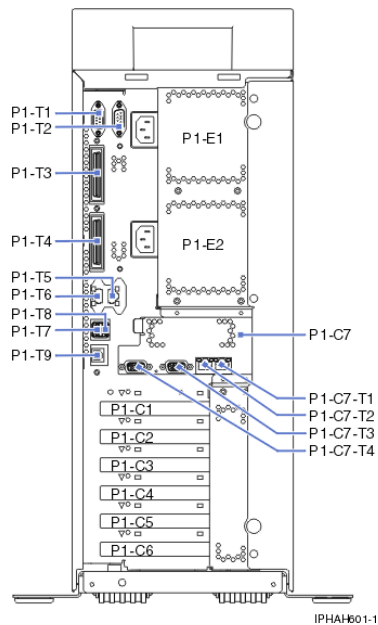 P1-T1
P1-T2
P1-E1
P1-T3
P1-T4
P1-E2
P1-T5
P1-T6
P1-T8
P1-T7
P1-C7
P1-T9
P1-C7-T1
P1-C1
P1-C7-T2
P1-C7-T3
P1-C2
P1-C7-T4
P1-C3
P1-C4
P1-C5
P1-C6
IPHAH601-1